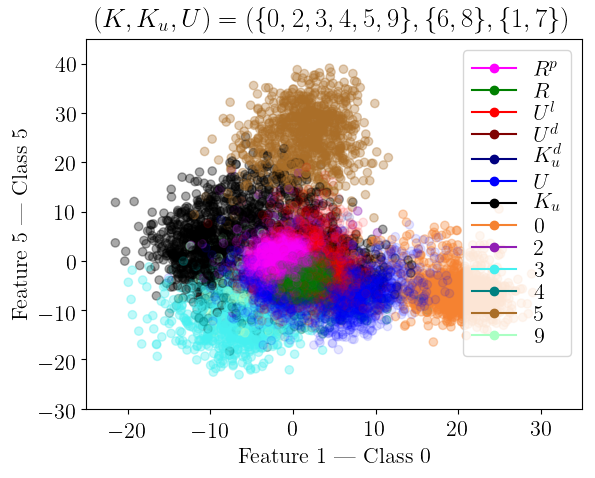 (K, K_u, U) = ({0, 2, 3, 4, 5, 9}, {6, 8}, {1, 7})
Feature 5 — Class 5
40
30
20
10
0
−10
−20
−30
R^p
R
U^l
U^d
K_u^d
U
K_u
0
2
3
4
5
9
−20 −10 0 10 20 30
Feature 1 — Class 0